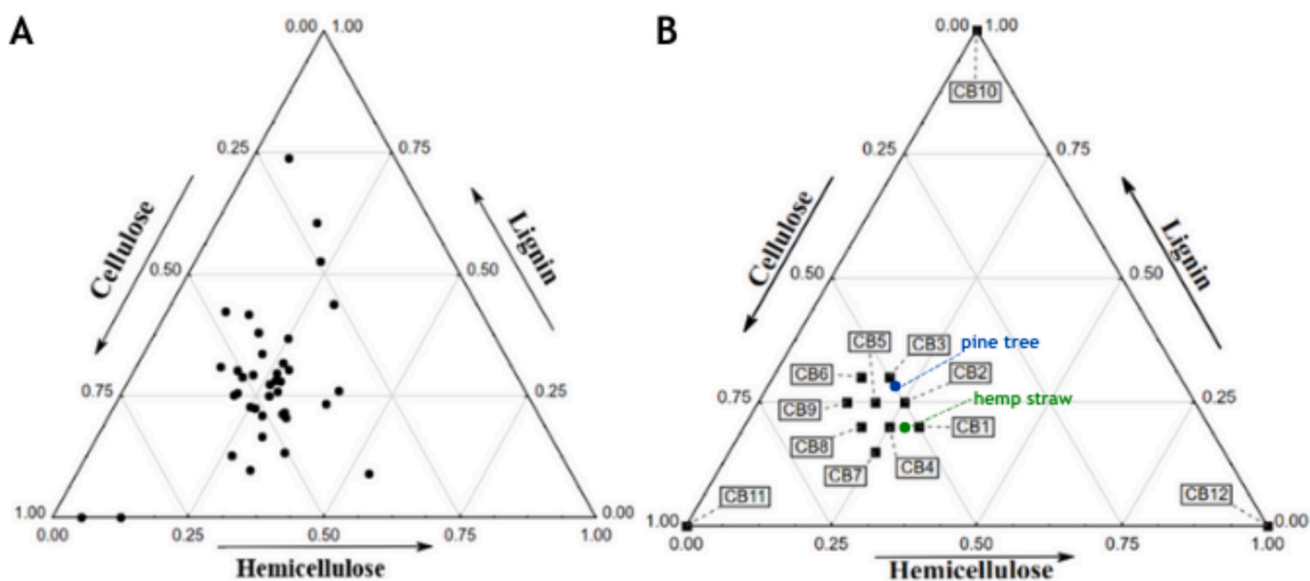 A
0.00 1.00
0.25 0.75
Cellulose
Lignin
0.50 0.50
0.75 0.25
1.00 0.00
0.00 0.25 0.50 0.75 1.00
Hemicellulose
B
0.00 1.00
CB10
0.25 0.75
Cellulose
Lignin
0.50 0.50
CB5 CB3 pine tree
CB6 CB2
0.75 0.25
CB9 hemp straw
CB8 CB1
CB7 CB4
CB11 CB12
1.00 0.00
0.00 0.25 0.50 0.75 1.00
Hemicellulose